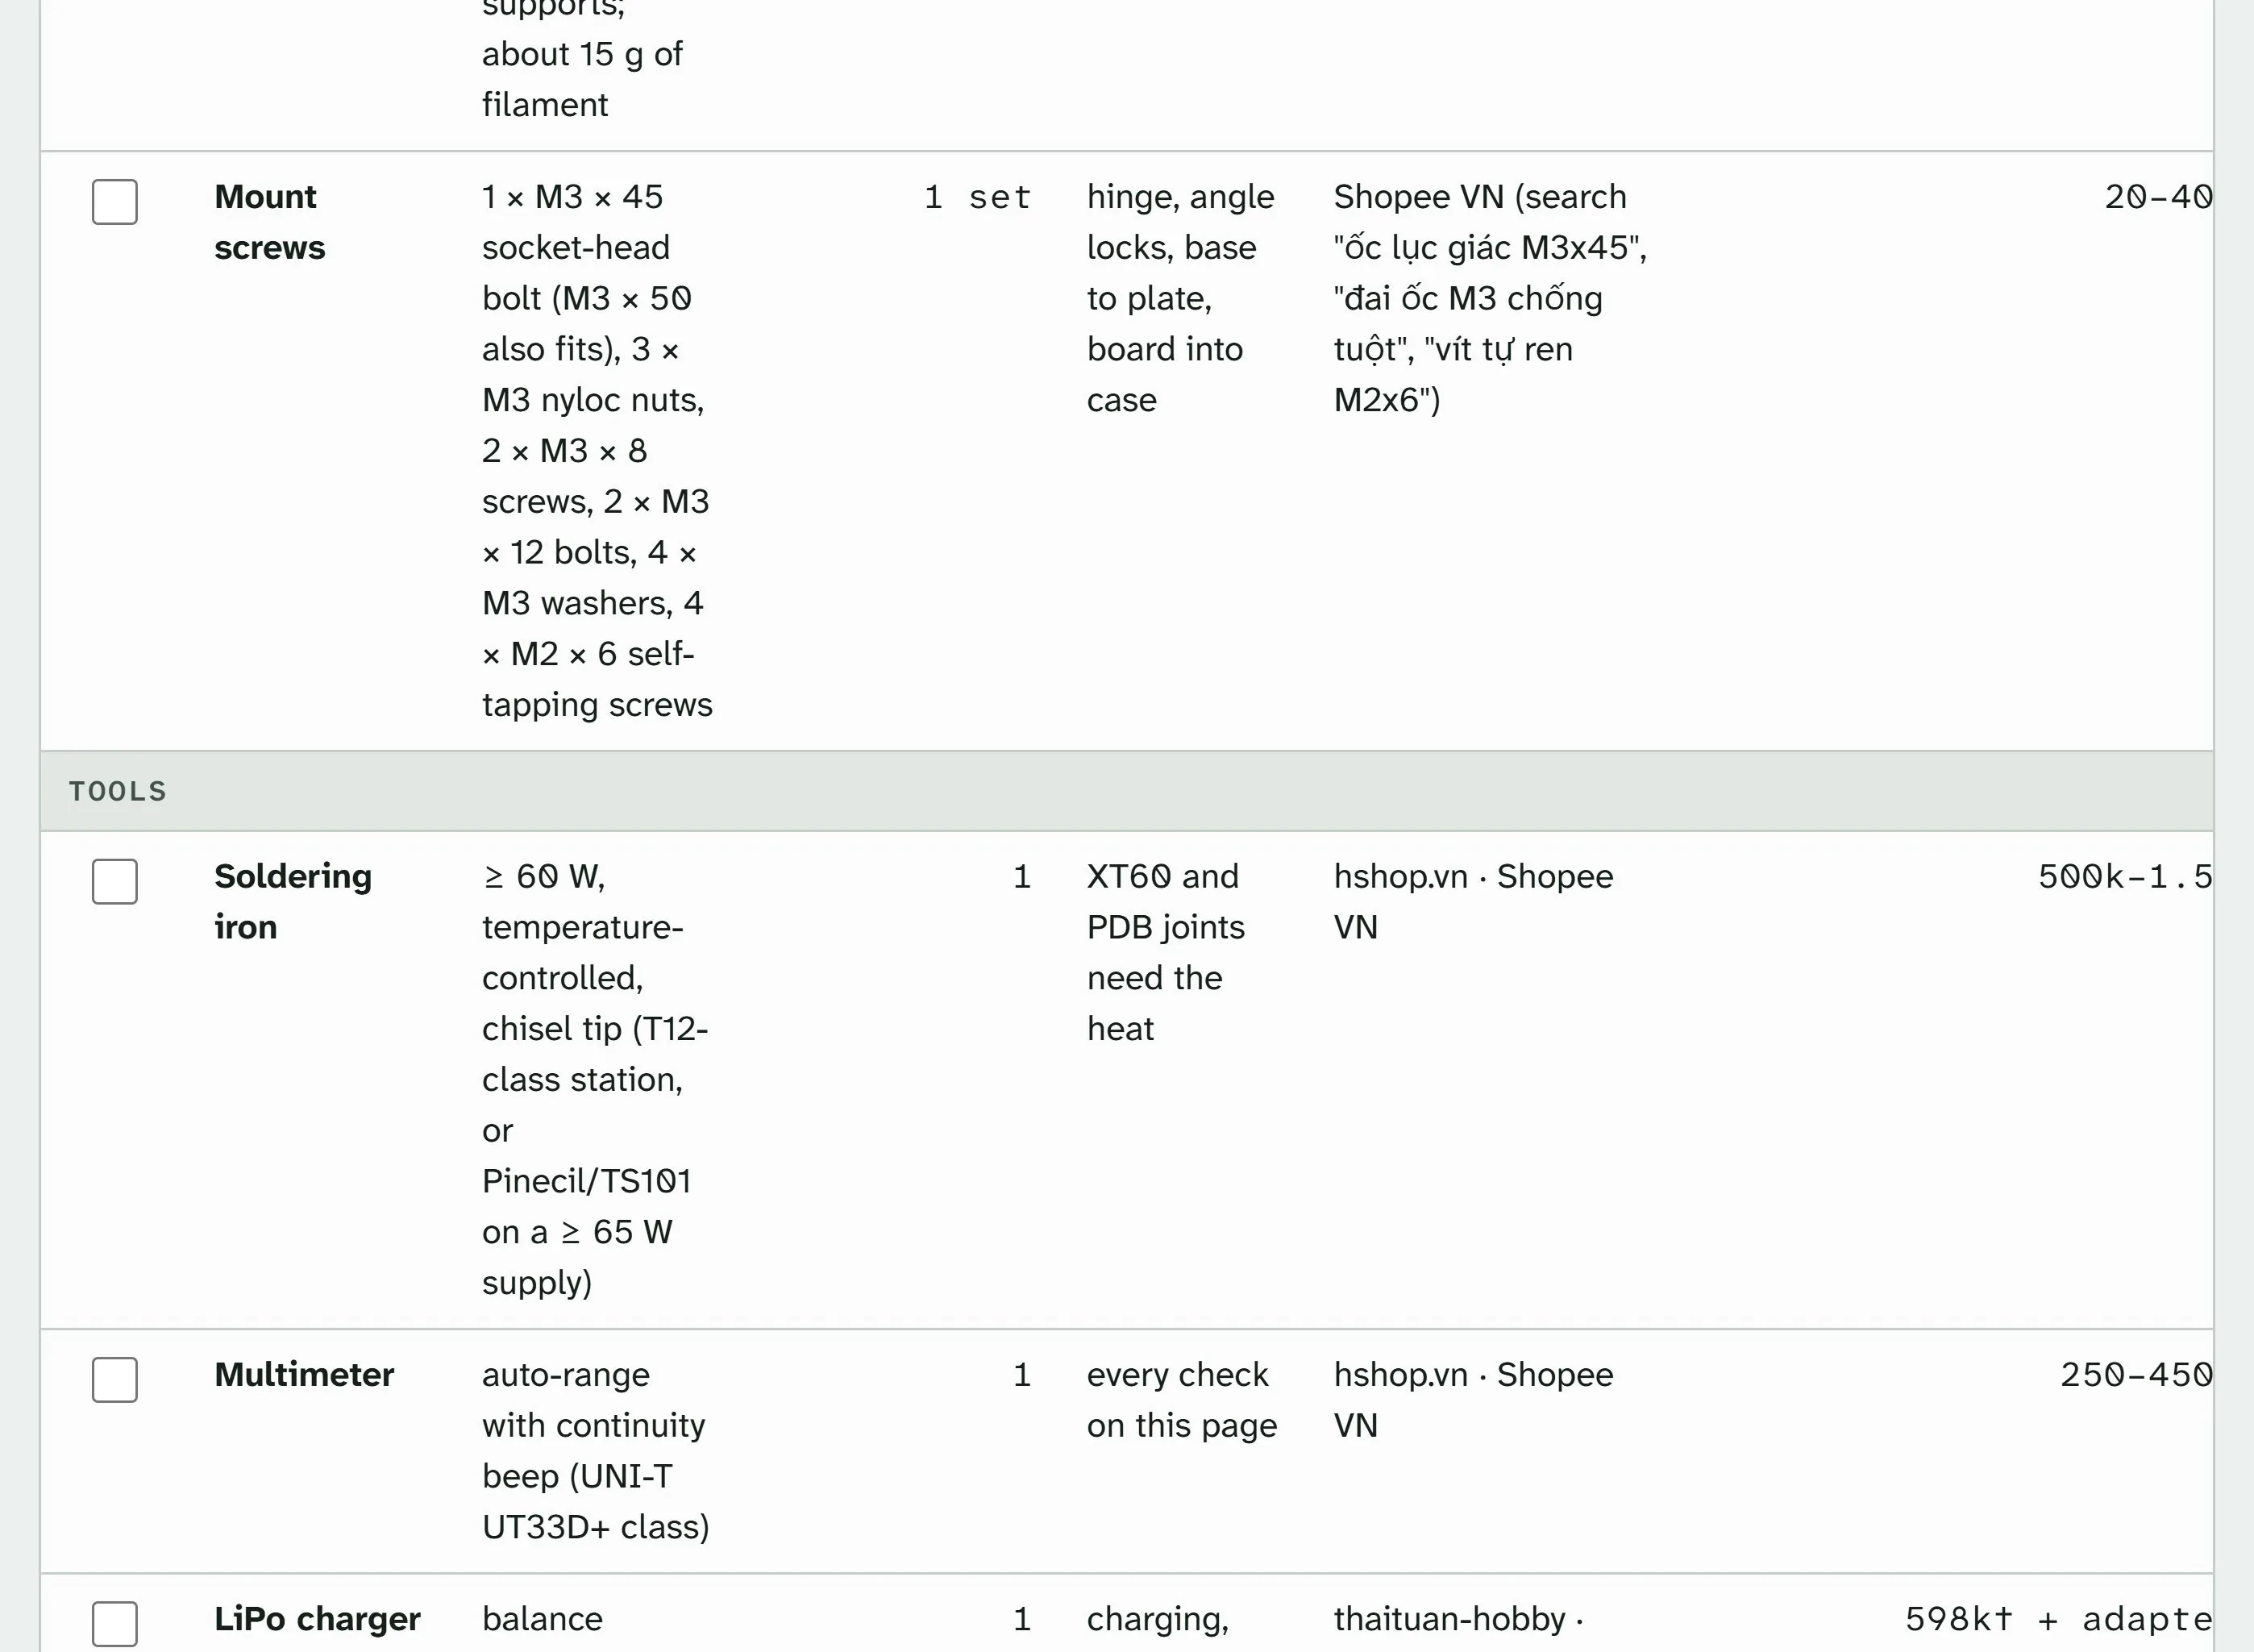 supports;
about 15 g of
filament
Mount
screws
1 × M3 × 45
socket-head
bolt (M3 × 50
also fits), 3 ×
M3 nyloc nuts,
2 × M3 × 8
screws, 2 × M3
× 12 bolts, 4 ×
M3 washers, 4
× M2 × 6 self-
tapping screws
1 set
hinge, angle
locks, base
to plate,
board into
case
Shopee VN (search
"ốc lục giác M3x45",
"đai ốc M3 chống
tuột", "vít tự ren
M2x6")
20–40
TOOLS
Soldering
iron
≥ 60 W,
temperature-
controlled,
chisel tip (T12-
class station,
or
Pinecil/TS101
on a ≥ 65 W
supply)
1
XT60 and
PDB joints
need the
heat
hshop.vn · Shopee
VN
500k–1.5
Multimeter
auto-range
with continuity
beep (UNI-T
UT33D+ class)
1
every check
on this page
hshop.vn · Shopee
VN
250–450
LiPo charger
balance
1
charging,
thaituan-hobby ·
598k† + adapte